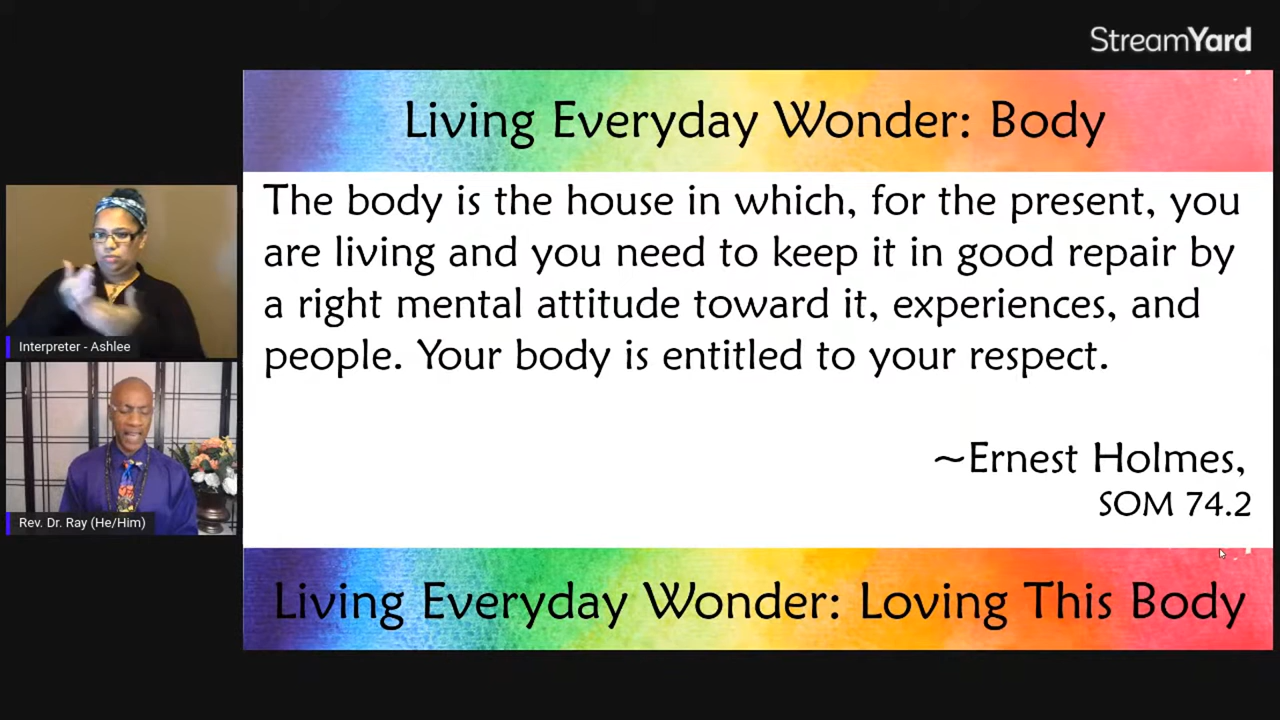 StreamYard
Living Everyday Wonder: Body
The body is the house in which, for the present, you
are living and you need to keep it in good repair by
a right mental attitude toward it, experiences, and
people. Your body is entitled to your respect.
~Ernest Holmes,
SOM 74.2
Interpreter - Ashlee
Rev. Dr. Ray (He/Him)
Living Everyday Wonder: Loving This Body